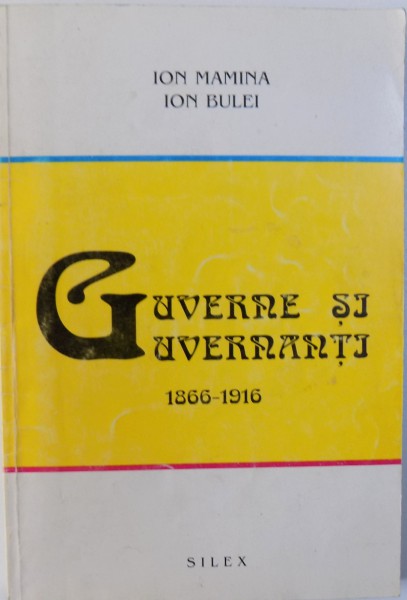 ION MAMINA
ION BULEI
GUVERNE ȘI
GUVERNANȚI
1866-1916
SILEX